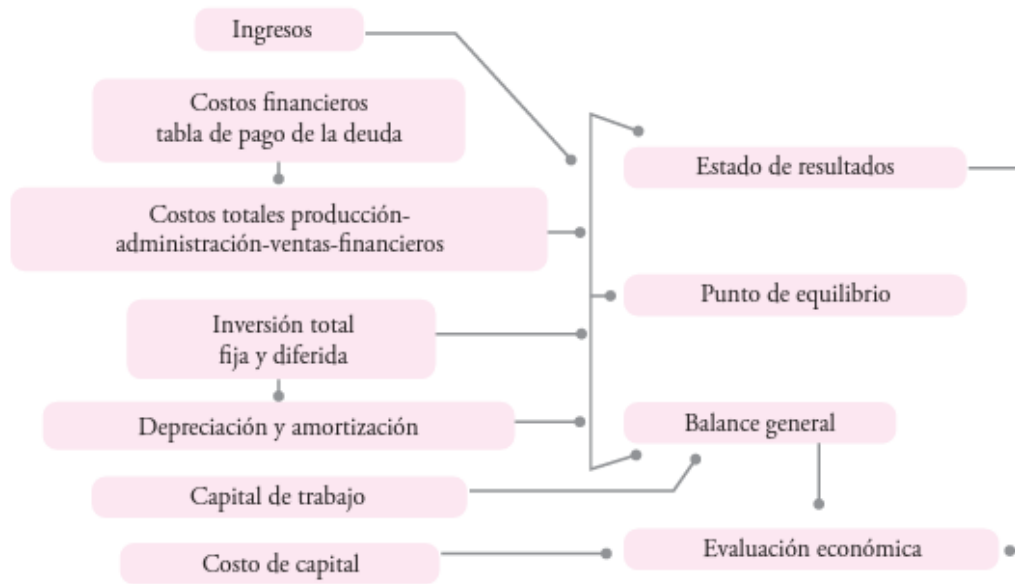 Ingresos
Costos financieros
tabla de pago de la deuda
Costos totales producción-
administración-ventas-financieros
Inversión total
fija y diferida
Depreciación y amortización
Capital de trabajo
Costo de capital
Estado de resultados
Punto de equilibrio
Balance general
Evaluación económica